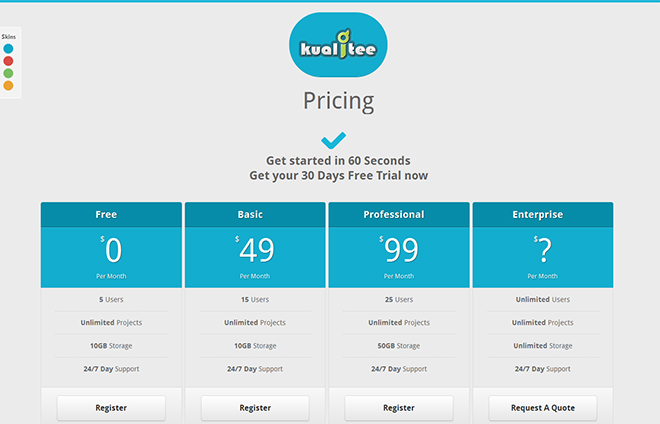 Skins
kualitee
Pricing
Get started in 60 Seconds
Get your 30 Days Free Trial now
Free
$0
Per Month
5 Users
Unlimited Projects
10GB Storage
24/7 Day Support
Register
Basic
$49
Per Month
15 Users
Unlimited Projects
10GB Storage
24/7 Day Support
Register
Professional
$99
Per Month
25 Users
Unlimited Projects
50GB Storage
24/7 Day Support
Register
Enterprise
$?
Per Month
Unlimited Users
Unlimited Projects
Unlimited Storage
24/7 Day Support
Request A Quote